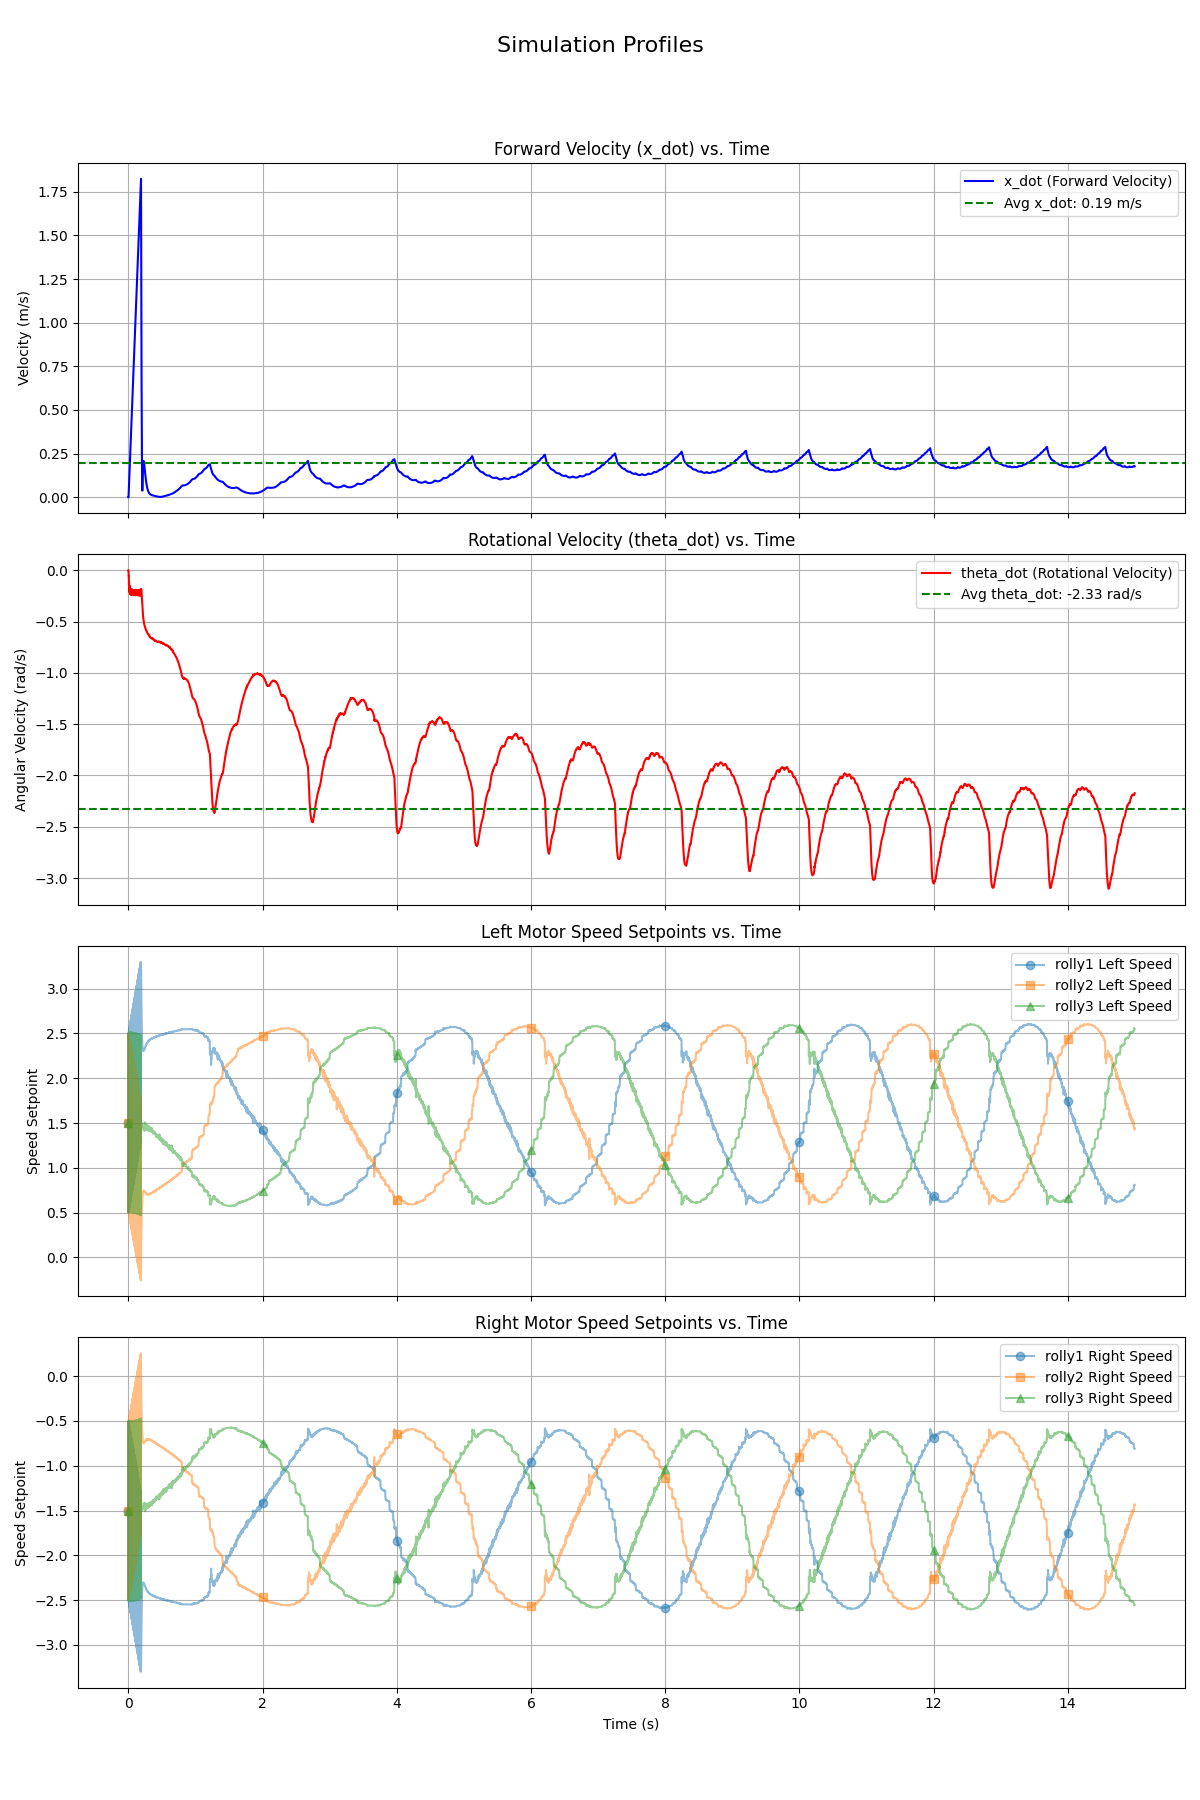 Simulation Profiles
Forward Velocity (x_dot) vs. Time
Velocity (m/s)
1.75
1.50
1.25
1.00
0.75
0.50
0.25
0.00
x_dot (Forward Velocity)
Avg x_dot: 0.19 m/s
Rotational Velocity (theta_dot) vs. Time
Angular Velocity (rad/s)
0.0
−0.5
−1.0
−1.5
−2.0
−2.5
−3.0
theta_dot (Rotational Velocity)
Avg theta_dot: -2.33 rad/s
Left Motor Speed Setpoints vs. Time
Speed Setpoint
3.0
2.5
2.0
1.5
1.0
0.5
0.0
rolly1 Left Speed
rolly2 Left Speed
rolly3 Left Speed
Right Motor Speed Setpoints vs. Time
Speed Setpoint
0.0
−0.5
−1.0
−1.5
−2.0
−2.5
−3.0
rolly1 Right Speed
rolly2 Right Speed
rolly3 Right Speed
0 2 4 6 8 10 12 14
Time (s)